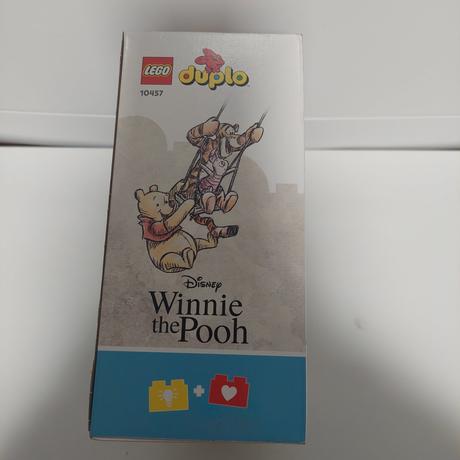 LEGO
duplo
10457
Disney
Winnie
the Pooh